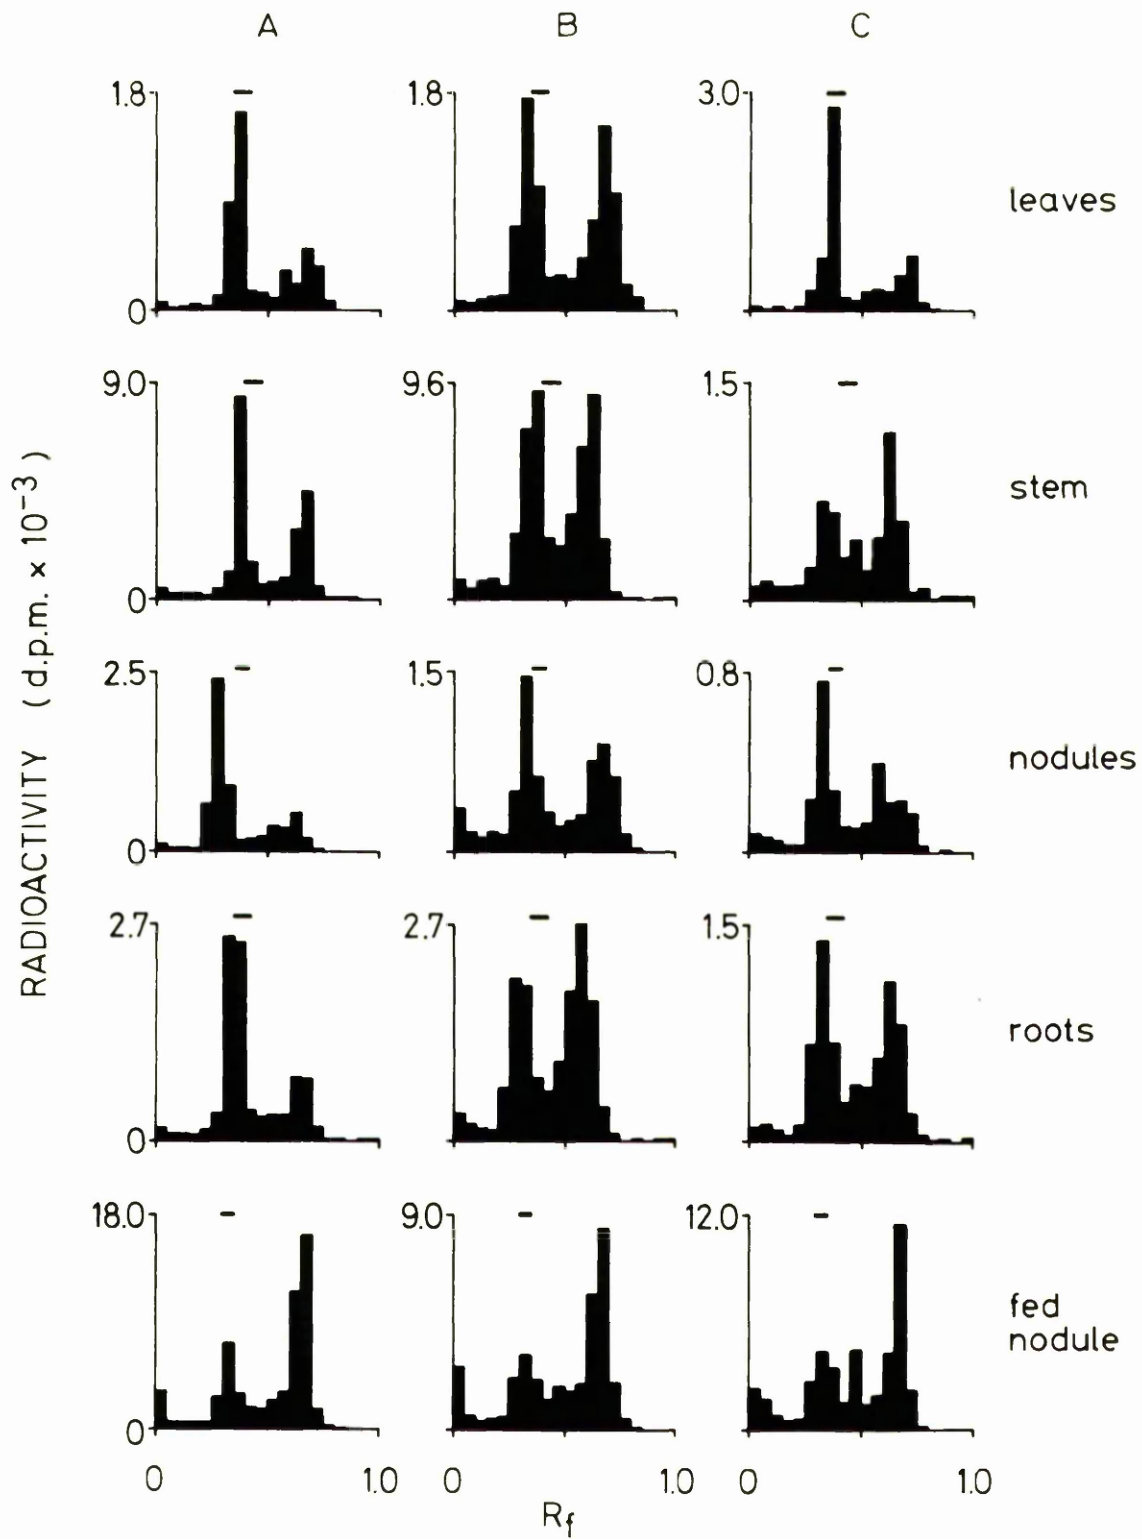 A B C
1.8 1.8 3.0
leaves
0
9.0 9.6 1.5
stem
0
2.5 1.5 0.8
nodules
0
2.7 2.7 1.5
roots
0
18.0 9.0 12.0
fed
nodule
0
0 1.0 0 1.0 0 1.0
Rf
RADIOACTIVITY (d.p.m. × 10⁻³)